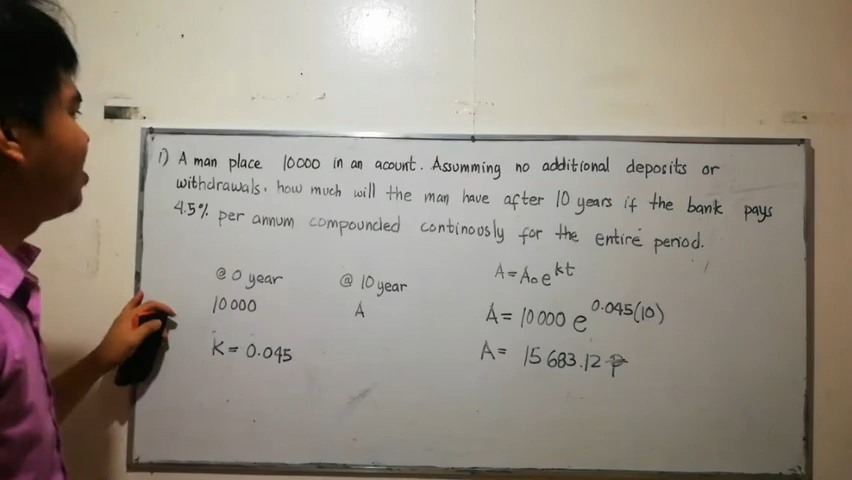 1) A man place 10000 in an acount. Assumming no additional deposits or
withdrawals. how much will the man have after 10 years if the bank pays
4.5% per annum compounded continously for the entire period.
@ 0 year @ 10 year A = A₀e^kt
10000 A A = 10000 e^0.045(10)
K = 0.045 A = 15683.12 ₱